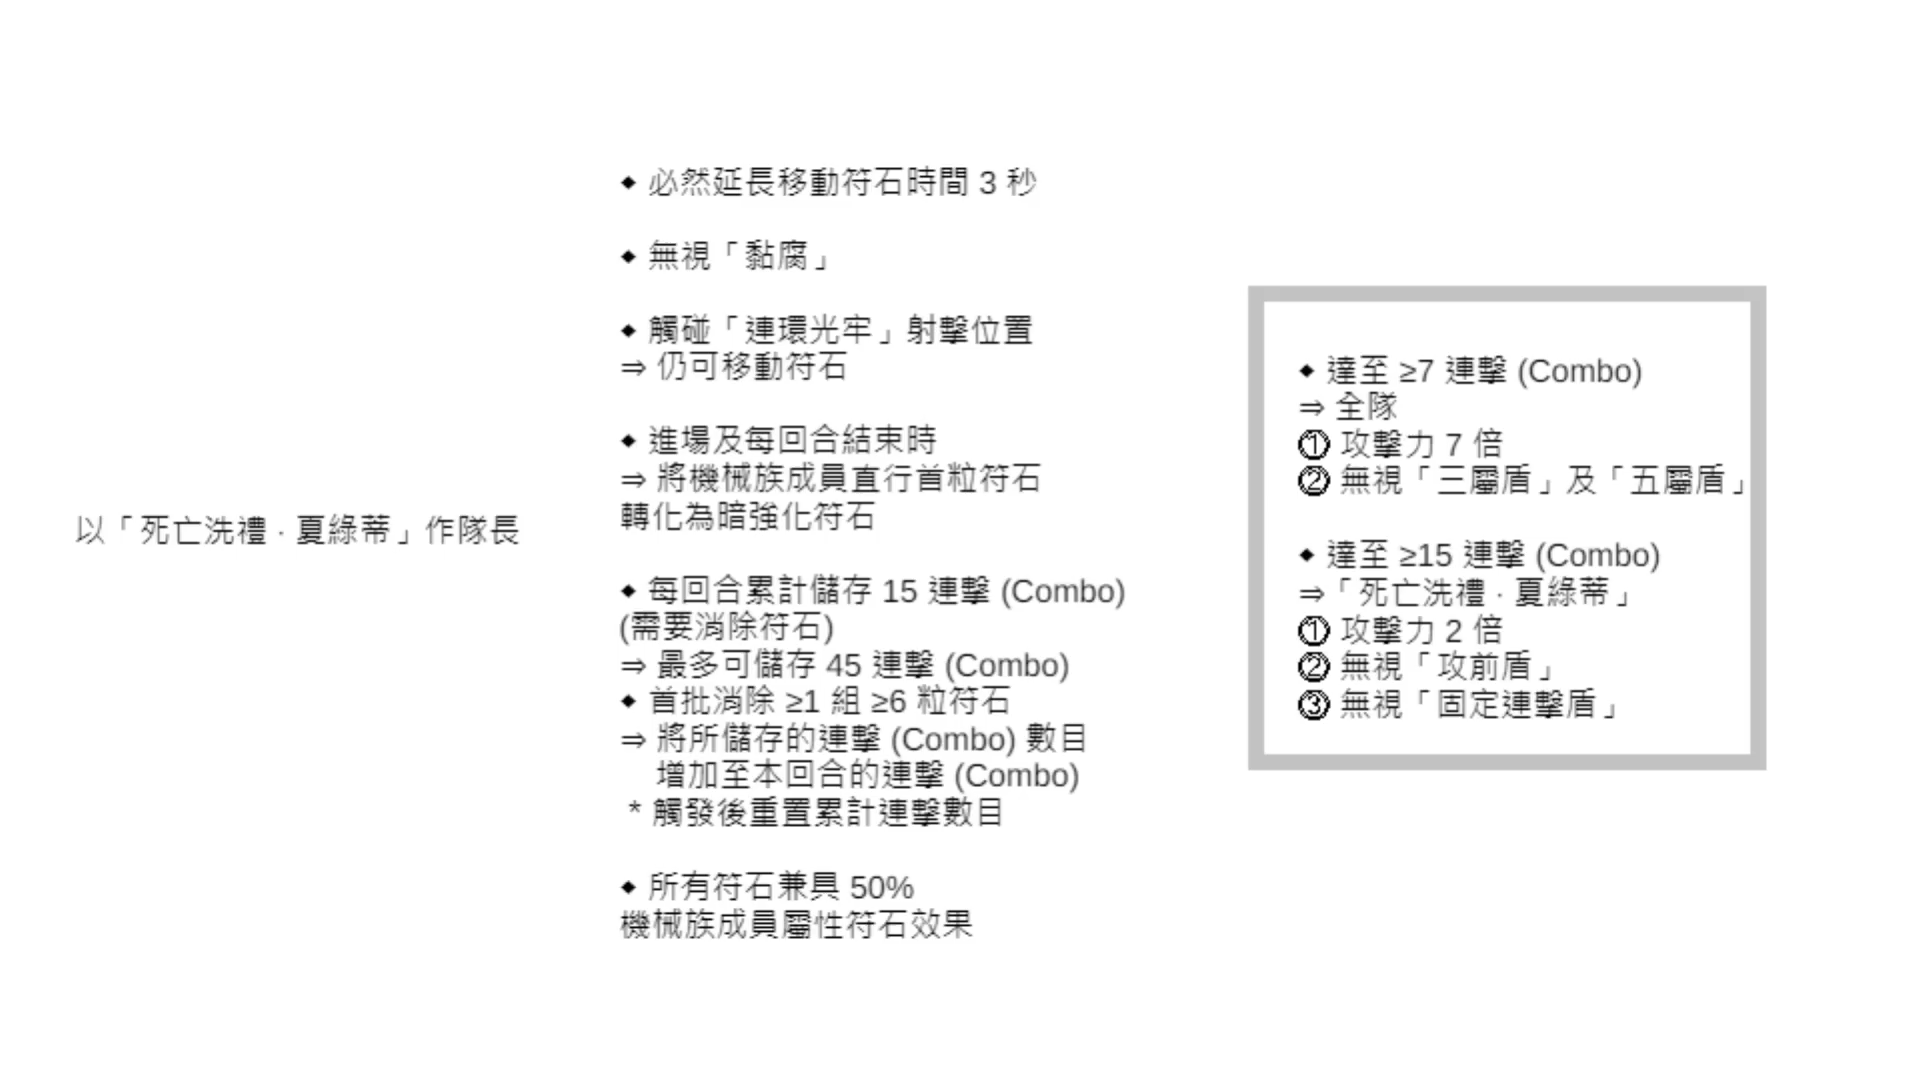 以「死亡洗禮 · 夏綠蒂」作隊長
◆ 必然延長移動符石時間 3 秒
◆ 無視「黏腐」
◆ 觸碰「連環光牢」射擊位置
⇒ 仍可移動符石
◆ 進場及每回合結束時
⇒ 將機械族成員直行首粒符石
轉化為暗強化符石
◆ 每回合累計儲存 15 連擊 (Combo)
(需要消除符石)
⇒ 最多可儲存 45 連擊 (Combo)
◆ 首批消除 ≥1 組 ≥6 粒符石
⇒ 將所儲存的連擊 (Combo) 數目
增加至本回合的連擊 (Combo)
* 觸發後重置累計連擊數目
◆ 所有符石兼具 50%
機械族成員屬性符石效果
◆ 達至 ≥7 連擊 (Combo)
⇒ 全隊
① 攻擊力 7 倍
② 無視「三屬盾」及「五屬盾」
◆ 達至 ≥15 連擊 (Combo)
⇒「死亡洗禮 · 夏綠蒂」
① 攻擊力 2 倍
② 無視「攻前盾」
③ 無視「固定連擊盾」